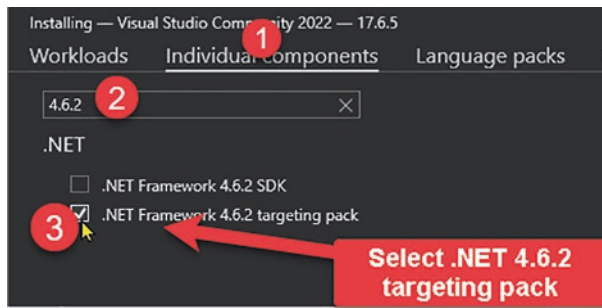 Installing — Visual Studio Community 2022 — 17.6.5
1
Workloads Individual components Language packs
4.6.2
2
.NET
.NET Framework 4.6.2 SDK
.NET Framework 4.6.2 targeting pack
3
Select .NET 4.6.2
targeting pack